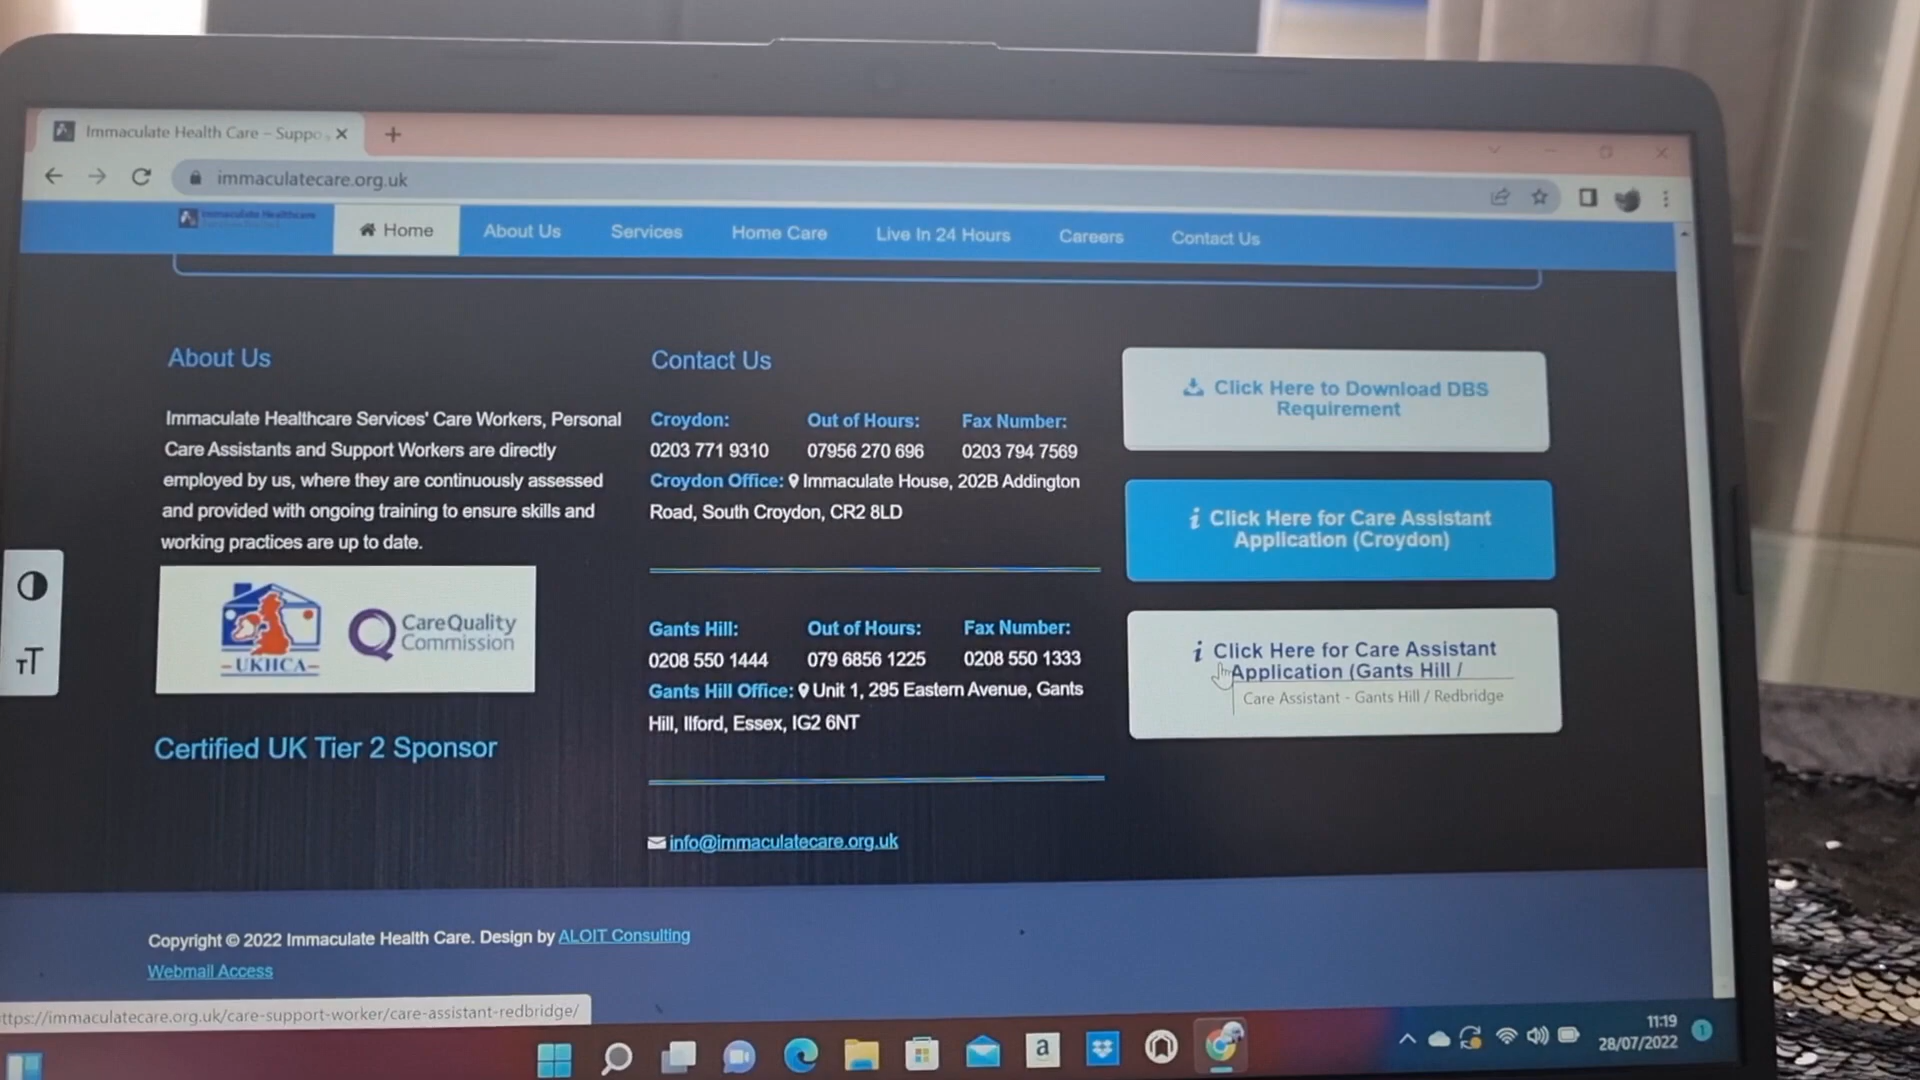 Immaculate Health Care – Suppo
immaculatecare.org.uk
Immaculate Healthcare
Home
About Us
Services
Home Care
Live In 24 Hours
Careers
Contact Us
About Us
Immaculate Healthcare Services' Care Workers, Personal
Care Assistants and Support Workers are directly
employed by us, where they are continuously assessed
and provided with ongoing training to ensure skills and
working practices are up to date.
UKHCA
CareQuality
Commission
Certified UK Tier 2 Sponsor
Contact Us
Croydon: Out of Hours: Fax Number:
0203 771 9310 07956 270 696 0203 794 7569
Croydon Office: Immaculate House, 202B Addington
Road, South Croydon, CR2 8LD
Gants Hill: Out of Hours: Fax Number:
0208 550 1444 079 6856 1225 0208 550 1333
Gants Hill Office: Unit 1, 295 Eastern Avenue, Gants
Hill, Ilford, Essex, IG2 6NT
info@immaculatecare.org.uk
Click Here to Download DBS
Requirement
Click Here for Care Assistant
Application (Croydon)
Click Here for Care Assistant
Application (Gants Hill /
Care Assistant - Gants Hill / Redbridge
TT
Copyright © 2022 Immaculate Health Care. Design by ALOIT Consulting
Webmail Access
ttps://immaculatecare.org.uk/care-support-worker/care-assistant-redbridge/
a
11:19
28/07/2022
1